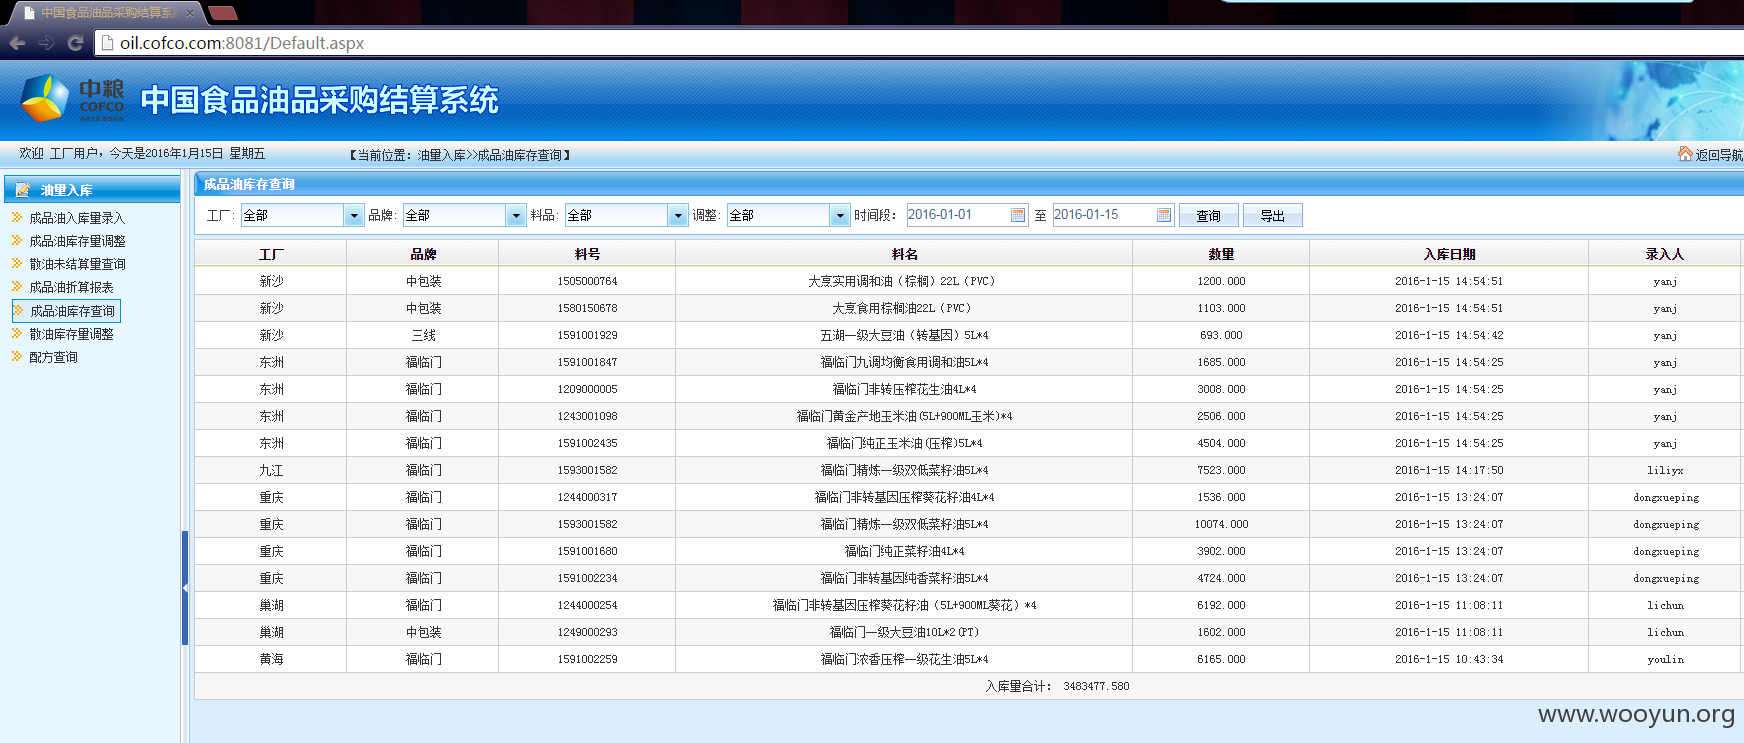 中国食品油品采购结算系
oil.cofco.com:8081/Default.aspx
中粮
COFCO
中国食品油品采购结算系统
欢迎 工厂用户，今天是2016年1月15日 星期五 【当前位置：油量入库>>成品油库存查询】 返回导航
油量入库
成品油入库量录入
成品油库存量调整
散油未结算量查询
成品油折算报表
成品油库存查询
散油库存量调整
配方查询
成品油库存查询
工厂: 全部 品牌: 全部 料品: 全部 调整: 全部 时间段: 2016-01-01 至 2016-01-15 查询 导出
工厂 品牌 料号 料名 数量 入库日期 录入人
新沙 中包装 1505000764 大烹实用调和油（棕榈）22L（PVC） 1200.000 2016-1-15 14:54:51 yanj
新沙 中包装 1580150678 大烹食用棕榈油22L（PVC） 1103.000 2016-1-15 14:54:51 yanj
新沙 三线 1591001929 五湖一级大豆油（转基因）5L*4 693.000 2016-1-15 14:54:42 yanj
东洲 福临门 1591001847 福临门九调均衡食用调和油5L*4 1685.000 2016-1-15 14:54:25 yanj
东洲 福临门 1209000005 福临门非转压榨花生油4L*4 3008.000 2016-1-15 14:54:25 yanj
东洲 福临门 1243001098 福临门黄金产地玉米油(5L+900ML玉米)*4 2506.000 2016-1-15 14:54:25 yanj
东洲 福临门 1591002435 福临门纯正玉米油(压榨)5L*4 4504.000 2016-1-15 14:54:25 yanj
九江 福临门 1593001582 福临门精炼一级双低菜籽油5L*4 7523.000 2016-1-15 14:17:50 liliyx
重庆 福临门 1244000317 福临门非转基因压榨葵花籽油4L*4 1536.000 2016-1-15 13:24:07 dongxueping
重庆 福临门 1593001582 福临门精炼一级双低菜籽油5L*4 10074.000 2016-1-15 13:24:07 dongxueping
重庆 福临门 1591001680 福临门纯正菜籽油4L*4 3902.000 2016-1-15 13:24:07 dongxueping
重庆 福临门 1591002234 福临门非转基因纯香菜籽油5L*4 4724.000 2016-1-15 13:24:07 dongxueping
巢湖 福临门 1244000254 福临门非转基因压榨葵花籽油（5L+900ML葵花）*4 6192.000 2016-1-15 11:08:11 lichun
巢湖 中包装 1249000293 福临门一级大豆油10L*2(PT) 1602.000 2016-1-15 11:08:11 lichun
黄海 福临门 1591002259 福临门浓香压榨一级花生油5L*4 6165.000 2016-1-15 10:43:34 youlin
入库量合计： 3483477.580
www.wooyun.org